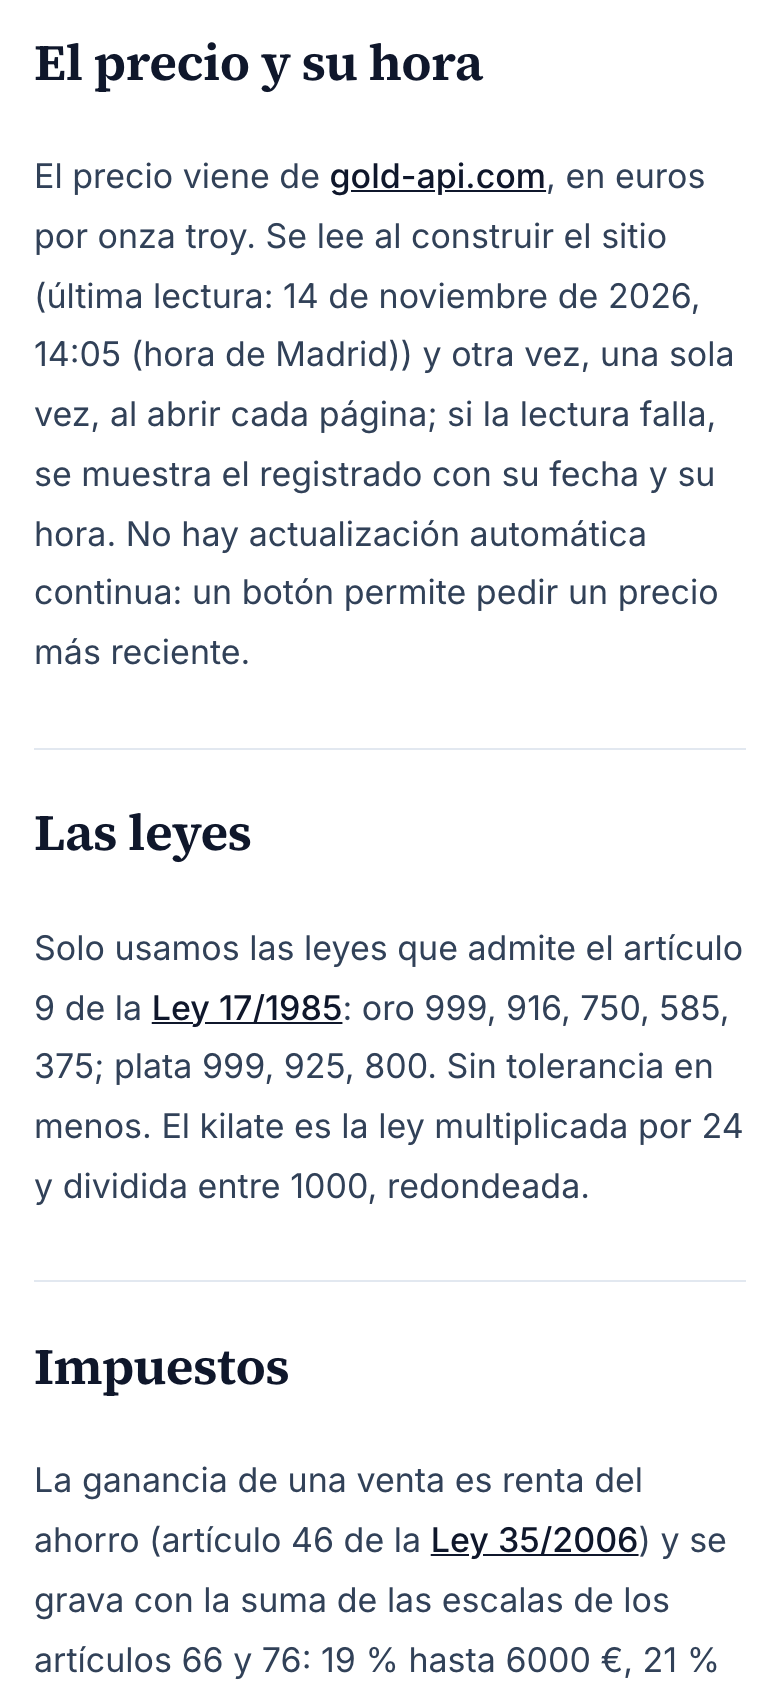 El precio y su hora
El precio viene de gold-api.com, en euros
por onza troy. Se lee al construir el sitio
(última lectura: 14 de noviembre de 2026,
14:05 (hora de Madrid)) y otra vez, una sola
vez, al abrir cada página; si la lectura falla,
se muestra el registrado con su fecha y su
hora. No hay actualización automática
continua: un botón permite pedir un precio
más reciente.
Las leyes
Solo usamos las leyes que admite el artículo
9 de la Ley 17/1985: oro 999, 916, 750, 585,
375; plata 999, 925, 800. Sin tolerancia en
menos. El kilate es la ley multiplicada por 24
y dividida entre 1000, redondeada.
Impuestos
La ganancia de una venta es renta del
ahorro (artículo 46 de la Ley 35/2006) y se
grava con la suma de las escalas de los
artículos 66 y 76: 19 % hasta 6000 €, 21 %